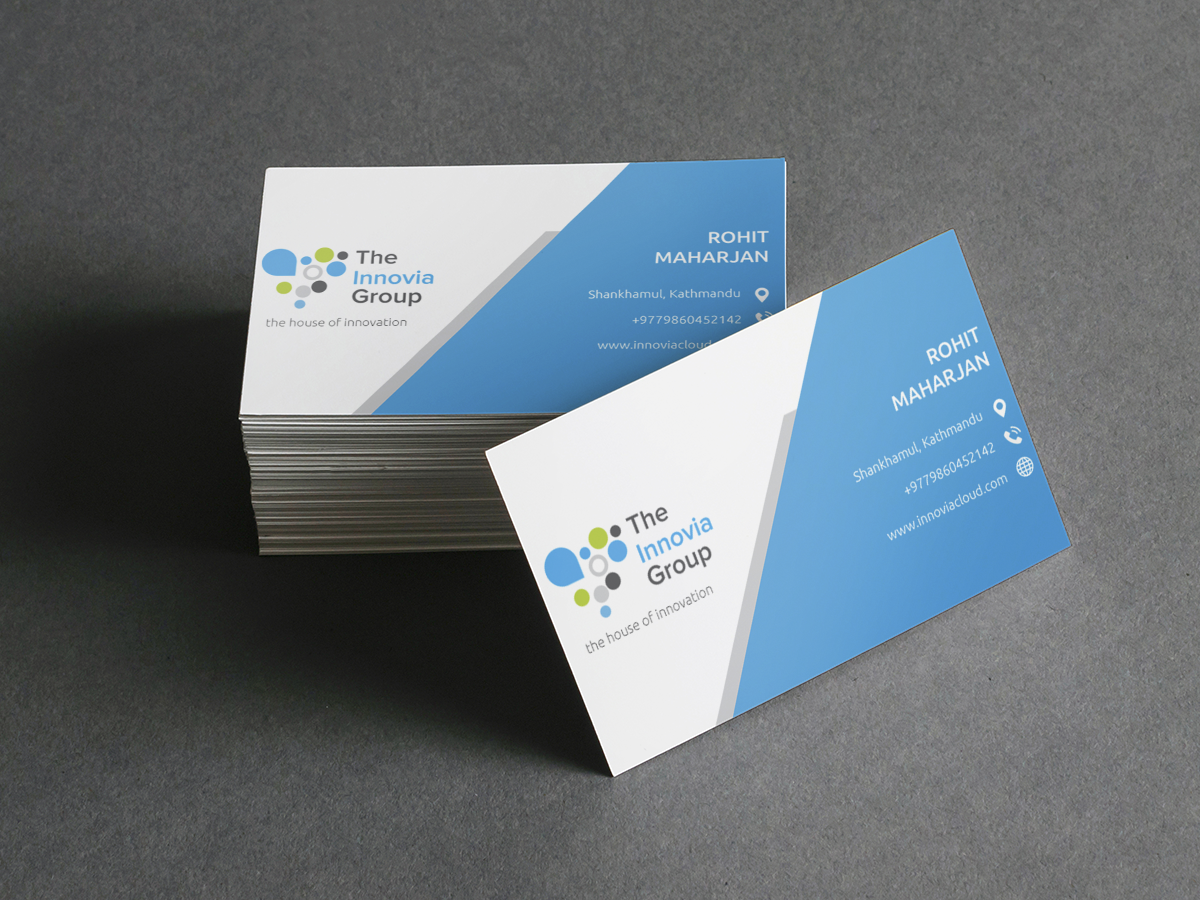 The
Innovia
Group
the house of innovation
ROHIT
MAHARJAN
Shankhamul, Kathmandu
+9779860452142
www.innoviacloud.
The
Innovia
Group
the house of innovation
ROHIT
MAHARJAN
Shankhamul, Kathmandu
+9779860452142
www.innoviacloud.com